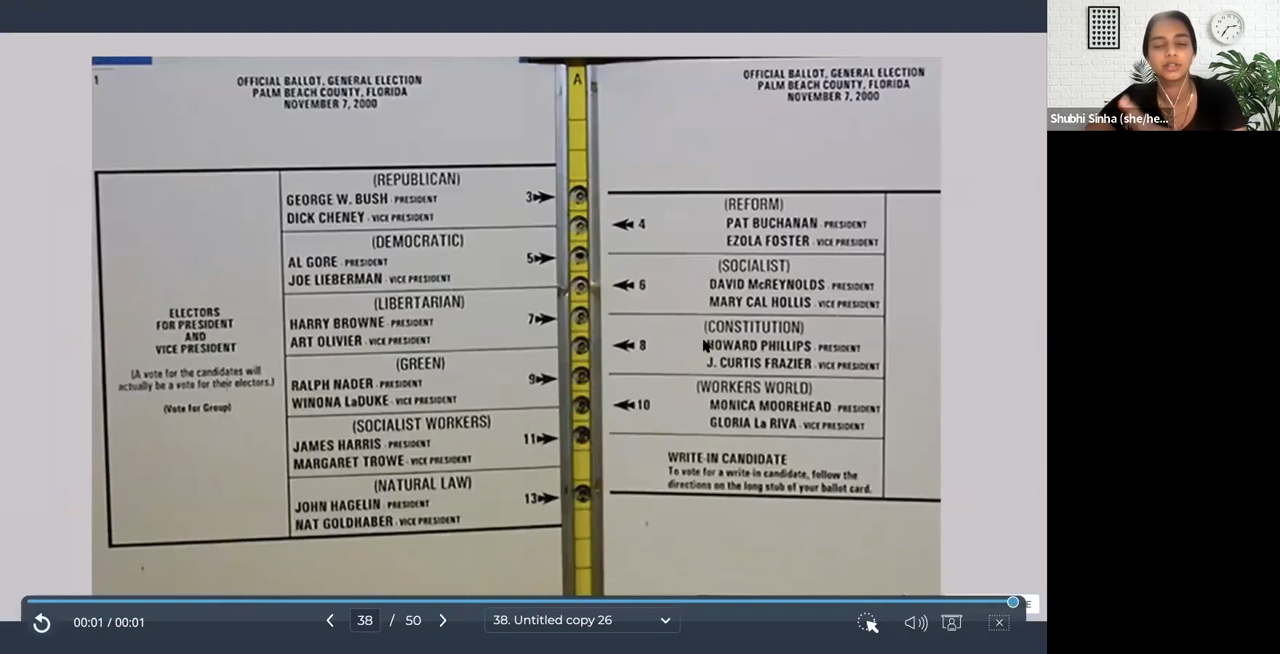 1
OFFICIAL BALLOT, GENERAL ELECTION
PALM BEACH COUNTY, FLORIDA
NOVEMBER 7, 2000
ELECTORS
FOR PRESIDENT
AND
VICE PRESIDENT
(A vote for the candidates will
actually be a vote for their electors.)
(Vote for Group)
(REPUBLICAN)
GEORGE W. BUSH - PRESIDENT
DICK CHENEY - VICE PRESIDENT
3
(DEMOCRATIC)
AL GORE - PRESIDENT
JOE LIEBERMAN - VICE PRESIDENT
5
(LIBERTARIAN)
HARRY BROWNE - PRESIDENT
ART OLIVIER - VICE PRESIDENT
7
(GREEN)
RALPH NADER - PRESIDENT
WINONA LaDUKE - VICE PRESIDENT
9
(SOCIALIST WORKERS)
JAMES HARRIS - PRESIDENT
MARGARET TROWE - VICE PRESIDENT
11
(NATURAL LAW)
JOHN HAGELIN - PRESIDENT
NAT GOLDHABER - VICE PRESIDENT
13
A
OFFICIAL BALLOT, GENERAL ELECTION
PALM BEACH COUNTY, FLORIDA
NOVEMBER 7, 2000
(REFORM)
4 PAT BUCHANAN - PRESIDENT
EZOLA FOSTER - VICE PRESIDENT
(SOCIALIST)
6 DAVID McREYNOLDS - PRESIDENT
MARY CAL HOLLIS - VICE PRESIDENT
(CONSTITUTION)
8 HOWARD PHILLIPS - PRESIDENT
J. CURTIS FRAZIER - VICE PRESIDENT
(WORKERS WORLD)
10 MONICA MOOREHEAD - PRESIDENT
GLORIA La RIVA - VICE PRESIDENT
WRITE-IN CANDIDATE
To vote for a write-in candidate, follow the
directions on the long stub of your ballot card.
Shubhi Sinha (she/he...
00:01 / 00:01
38 / 50
38. Untitled copy 26